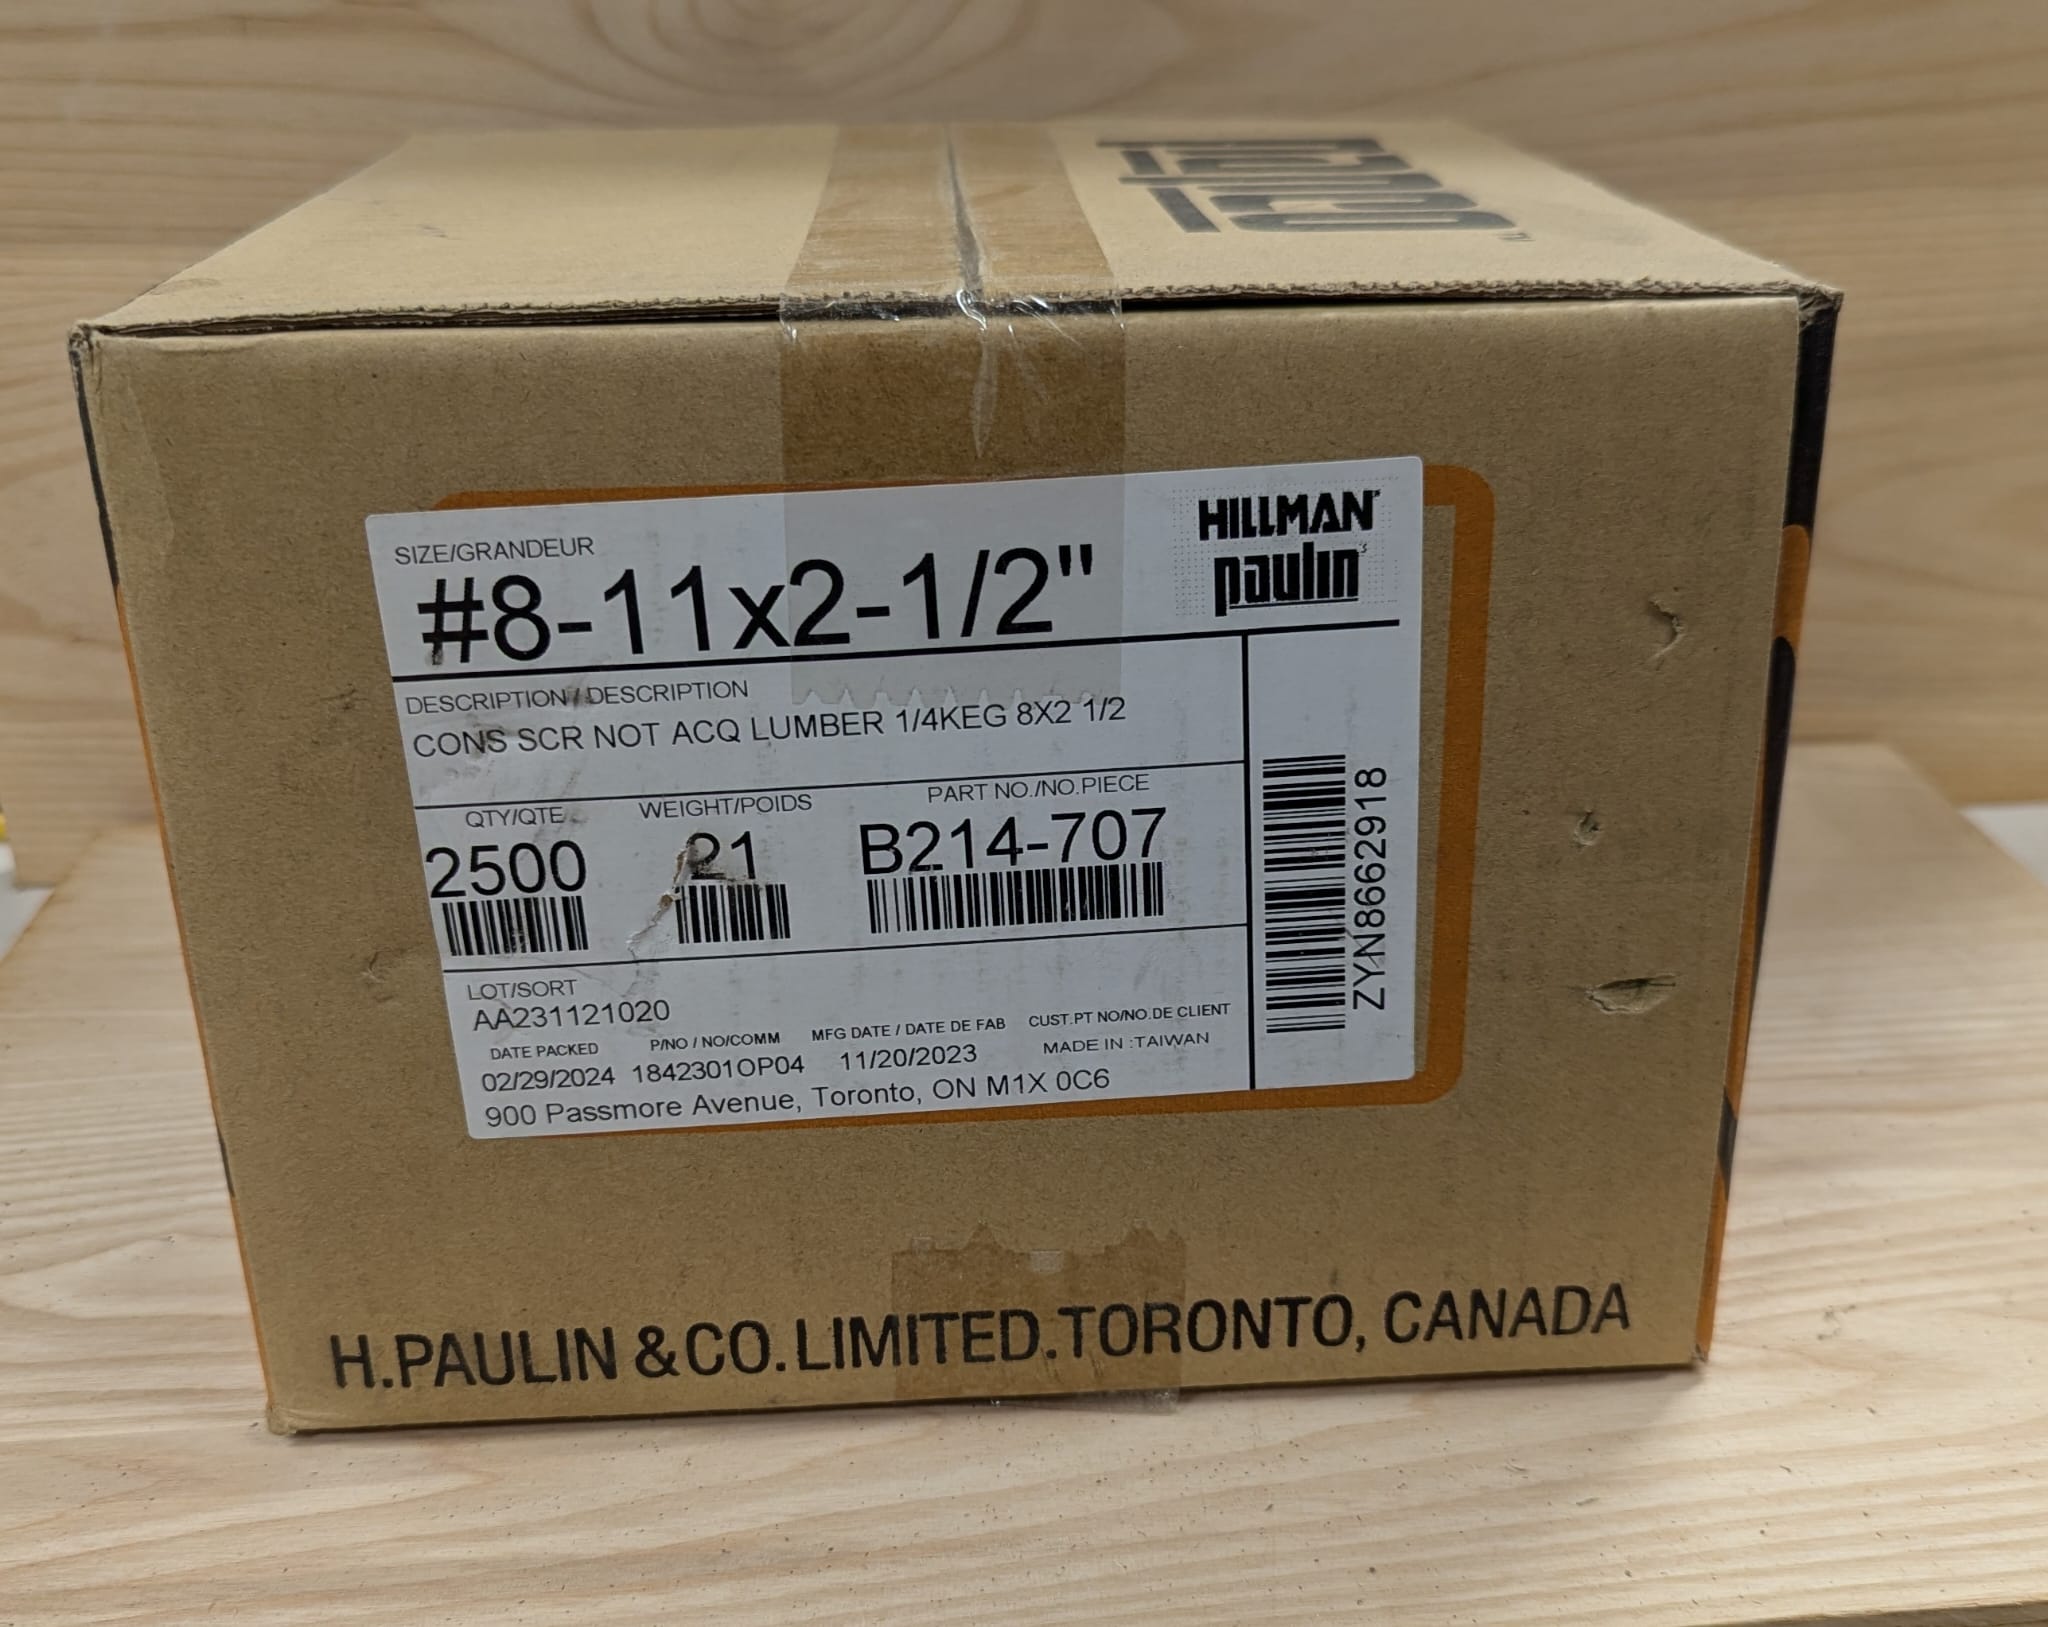 paulin
SIZE/GRANDEUR
#8-11x2-1/2"
HILLMAN
paulin
DESCRIPTION / DESCRIPTION
CONS SCR NOT ACQ LUMBER 1/4KEG 8X2 1/2
QTY/QTE WEIGHT/POIDS PART NO./NO.PIECE
2500 21 B214-707
ZYN8662918
LOT/SORT
AA231121020
DATE PACKED P/NO / NO/COMM MFG DATE / DATE DE FAB CUST.PT NO/NO.DE CLIENT
02/29/2024 1842301OP04 11/20/2023 MADE IN :TAIWAN
900 Passmore Avenue, Toronto, ON M1X 0C6
H.PAULIN & CO. LIMITED. TORONTO, CANADA